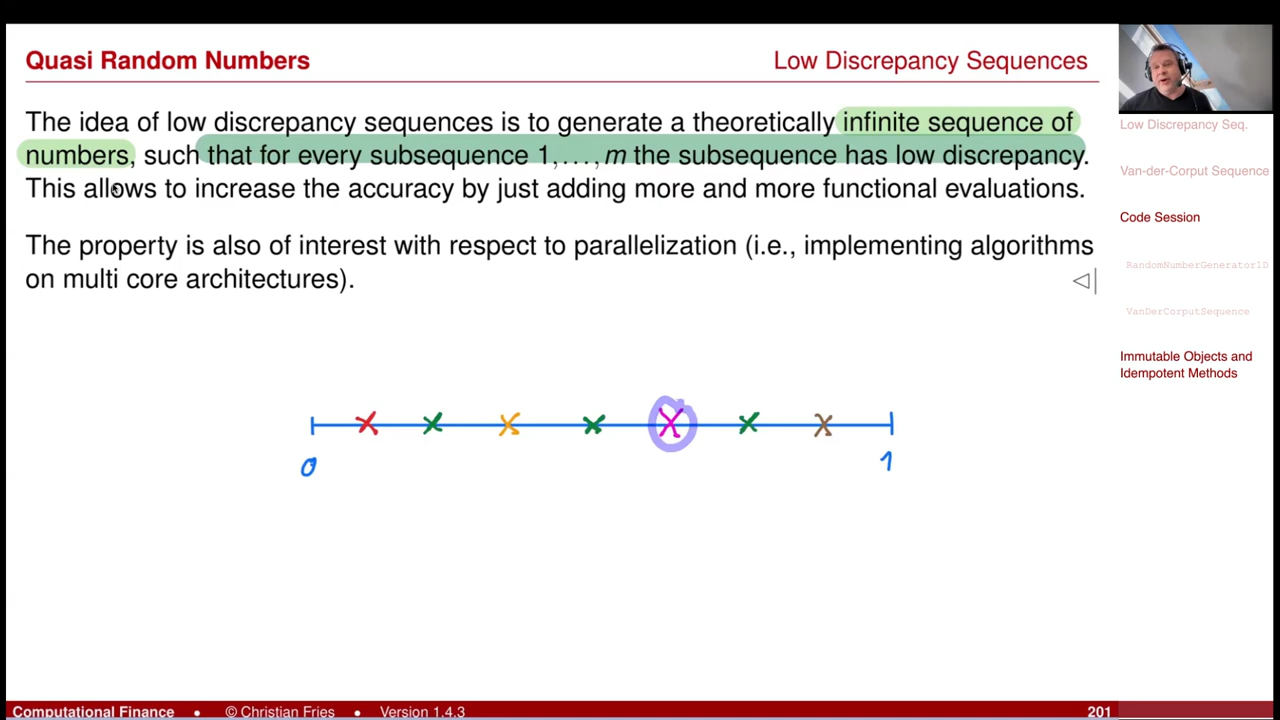 Quasi Random Numbers
Low Discrepancy Sequences
The idea of low discrepancy sequences is to generate a theoretically infinite sequence of
numbers, such that for every subsequence 1, . . . , m the subsequence has low discrepancy.
This allows to increase the accuracy by just adding more and more functional evaluations.
The property is also of interest with respect to parallelization (i.e., implementing algorithms
on multi core architectures).
0
1
Low Discrepancy Seq.
Van-der-Corput Sequence
Code Session
RandomNumberGenerator1D
VanDerCorputSequence
Immutable Objects and
Idempotent Methods
Computational Finance • © Christian Fries • Version 1.4.3
201